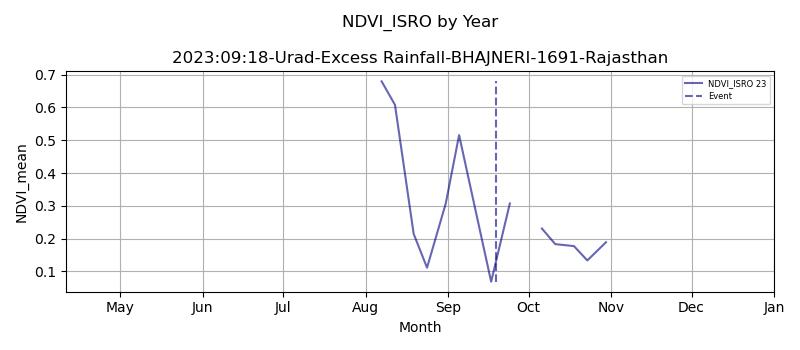 NDVI_ISRO by Year
2023:09:18-Urad-Excess Rainfall-BHAJNERI-1691-Rajasthan
NDVI_ISRO 23
Event
NDVI_mean
0.7
0.6
0.5
0.4
0.3
0.2
0.1
May Jun Jul Aug Sep Oct Nov Dec Jan
Month